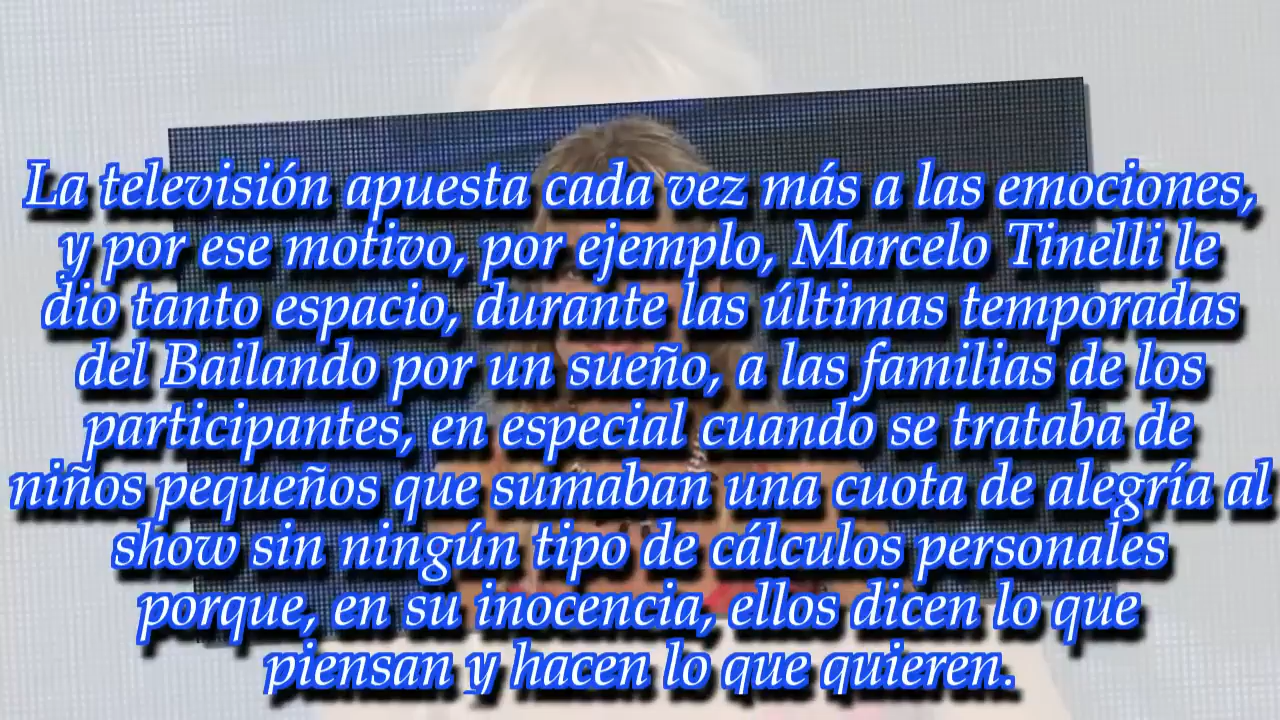 La televisión apuesta cada vez más a las emociones,
y por ese motivo, por ejemplo, Marcelo Tinelli le
dio tanto espacio, durante las últimas temporadas
del Bailando por un sueño, a las familias de los
participantes, en especial cuando se trataba de
niños pequeños que sumaban una cuota de alegría al
show sin ningún tipo de cálculos personales
porque, en su inocencia, ellos dicen lo que
piensan y hacen lo que quieren.